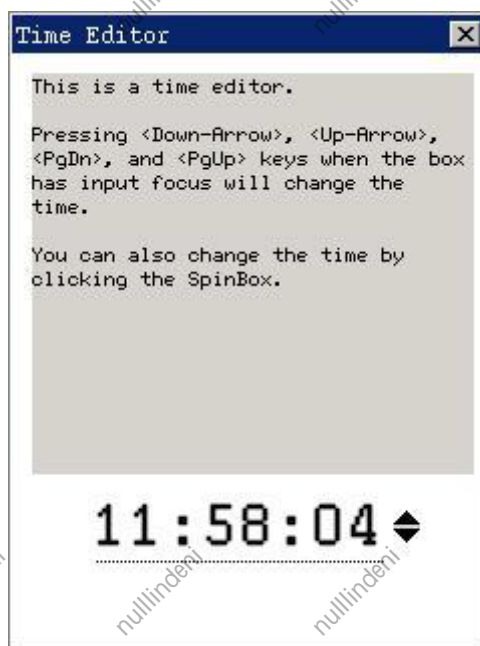 Time Editor
This is a time editor.
Pressing <Down-Arrow>, <Up-Arrow>,
<PgDn>, and <PgUp> keys when the box
has input focus will change the
time.
You can also change the time by
clicking the SpinBox.
11:58:04
nulllindeni
nulllindeni